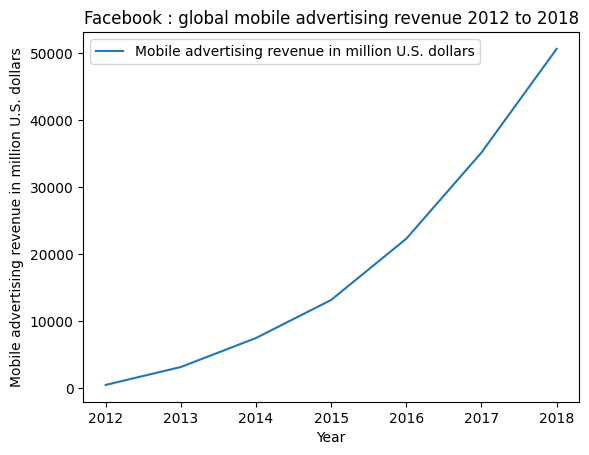 Facebook : global mobile advertising revenue 2012 to 2018
Mobile advertising revenue in million U.S. dollars
Mobile advertising revenue in million U.S. dollars
50000
40000
30000
20000
10000
0
2012 2013 2014 2015 2016 2017 2018
Year